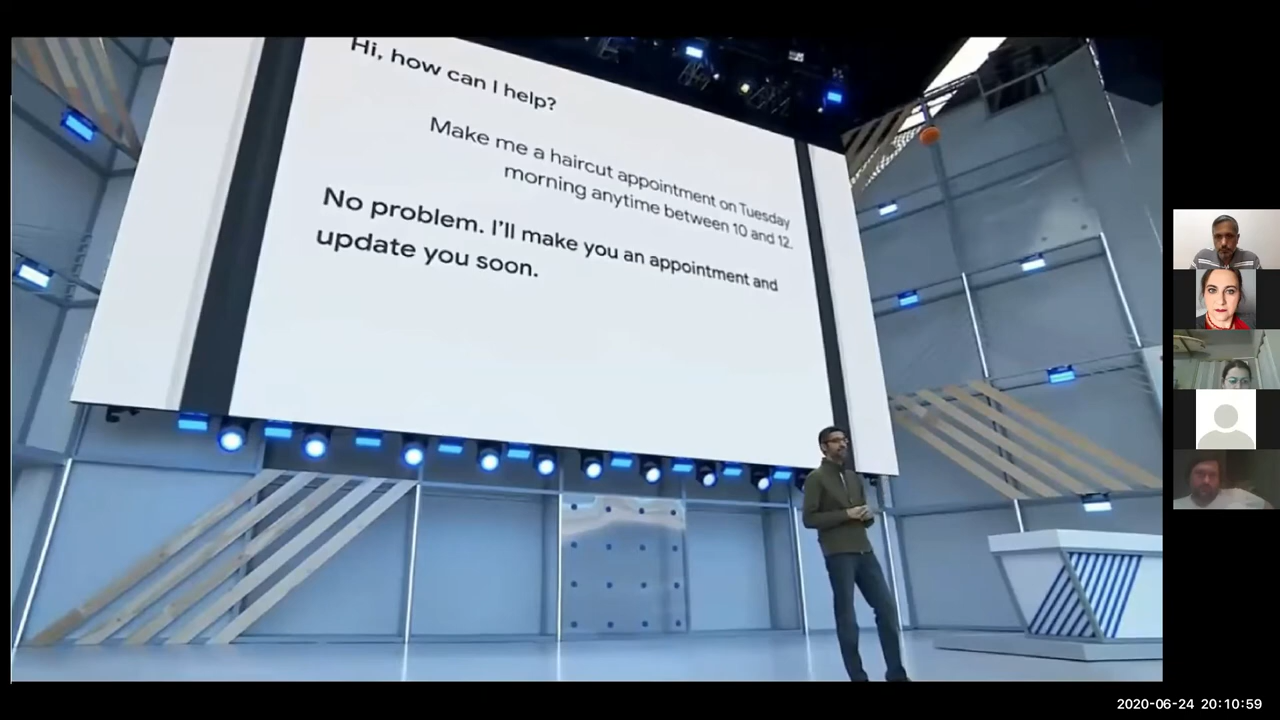 Hi, how can I help?
Make me a haircut appointment on Tuesday
morning anytime between 10 and 12.
No problem. I'll make you an appointment and
update you soon.
2020-06-24 20:10:59